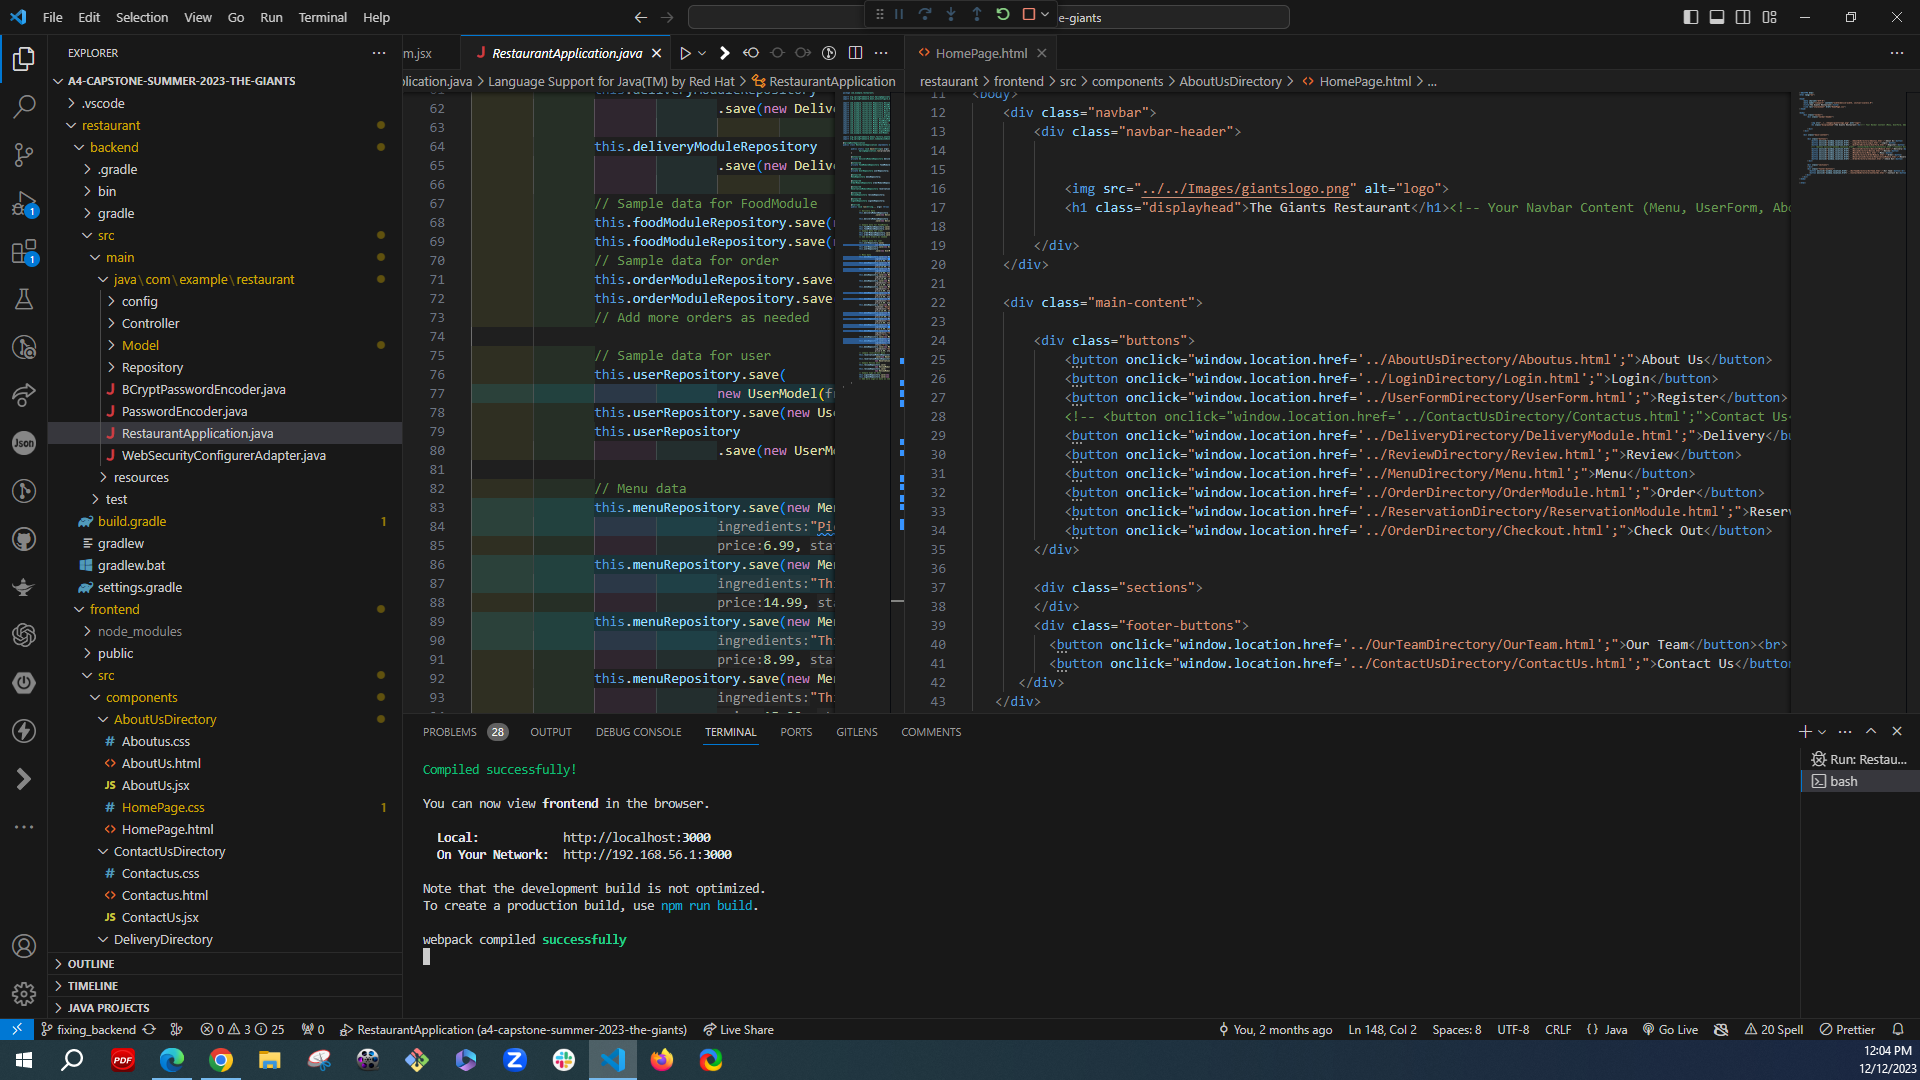 File Edit Selection View Go Run Terminal Help
e-giants
EXPLORER
A4-CAPSTONE-SUMMER-2023-THE-GIANTS
.vscode
restaurant
backend
.gradle
bin
gradle
src
main
java\com\example\restaurant
config
Controller
Model
Repository
BCryptPasswordEncoder.java
PasswordEncoder.java
RestaurantApplication.java
WebSecurityConfigurerAdapter.java
resources
test
build.gradle 1
gradlew
gradlew.bat
settings.gradle
frontend
node_modules
public
src
components
AboutUsDirectory
# Aboutus.css
<> AboutUs.html
JS AboutUs.jsx
# HomePage.css 1
<> HomePage.html
ContactUsDirectory
# Contactus.css
<> Contactus.html
JS ContactUs.jsx
DeliveryDirectory
OUTLINE
TIMELINE
JAVA PROJECTS
m.jsx
RestaurantApplication.java
plication.java > Language Support for Java(TM) by Red Hat > RestaurantApplication
62 .save(new Delive
63
64 this.deliveryModuleRepository
65 .save(new Delive
66
67 // Sample data for FoodModule
68 this.foodModuleRepository.save(
69 this.foodModuleRepository.save(
70 // Sample data for order
71 this.orderModuleRepository.save
72 this.orderModuleRepository.save
73 // Add more orders as needed
74
75 // Sample data for user
76 this.userRepository.save(
77 new UserModel(
78 this.userRepository.save(new Use
79 this.userRepository
80 .save(new UserM
81
82 // Menu data
83 this.menuRepository.save(new Men
84 ingredients:"Pi
85 price:6.99, sta
86 this.menuRepository.save(new Men
87 ingredients:"Th
88 price:14.99, st
89 this.menuRepository.save(new Men
90 ingredients:"Th
91 price:8.99, sta
92 this.menuRepository.save(new Men
93 ingredients:"Th
HomePage.html
restaurant > frontend > src > components > AboutUsDirectory > <> HomePage.html > ...
11 <body>
12 <div class="navbar">
13 <div class="navbar-header">
14
15
16 <img src="../../Images/giantslogo.png" alt="logo">
17 <h1 class="displayhead">The Giants Restaurant</h1><!-- Your Navbar Content (Menu, UserForm, Abo
18
19 </div>
20 </div>
21
22 <div class="main-content">
23
24 <div class="buttons">
25 <button onclick="window.location.href='../AboutUsDirectory/Aboutus.html';">About Us</button>
26 <button onclick="window.location.href='../LoginDirectory/Login.html';">Login</button>
27 <button onclick="window.location.href='../UserFormDirectory/UserForm.html';">Register</button>
28 <!-- <button onclick="window.location.href='../ContactUsDirectory/Contactus.html';">Contact Us<
29 <button onclick="window.location.href='../DeliveryDirectory/DeliveryModule.html';">Delivery</bu
30 <button onclick="window.location.href='../ReviewDirectory/Review.html';">Review</button>
31 <button onclick="window.location.href='../MenuDirectory/Menu.html';">Menu</button>
32 <button onclick="window.location.href='../OrderDirectory/OrderModule.html';">Order</button>
33 <button onclick="window.location.href='../ReservationDirectory/ReservationModule.html';">Reserv
34 <button onclick="window.location.href='../OrderDirectory/Checkout.html';">Check Out</button>
35 </div>
36
37 <div class="sections">
38 </div>
39 <div class="footer-buttons">
40 <button onclick="window.location.href='../OurTeamDirectory/OurTeam.html';">Our Team</button><br>
41 <button onclick="window.location.href='../ContactUsDirectory/ContactUs.html';">Contact Us</button
42 </div>
43 </div>
PROBLEMS 28 OUTPUT DEBUG CONSOLE TERMINAL PORTS GITLENS COMMENTS
Compiled successfully!
You can now view frontend in the browser.
Local: http://localhost:3000
On Your Network: http://192.168.56.1:3000
Note that the development build is not optimized.
To create a production build, use npm run build.
webpack compiled successfully
Run: Restau...
bash
fixing_backend 0 3 25 0 RestaurantApplication (a4-capstone-summer-2023-the-giants) Live Share You, 2 months ago Ln 148, Col 2 Spaces: 8 UTF-8 CRLF {} Java Go Live 20 Spell Prettier
12:04 PM
12/12/2023